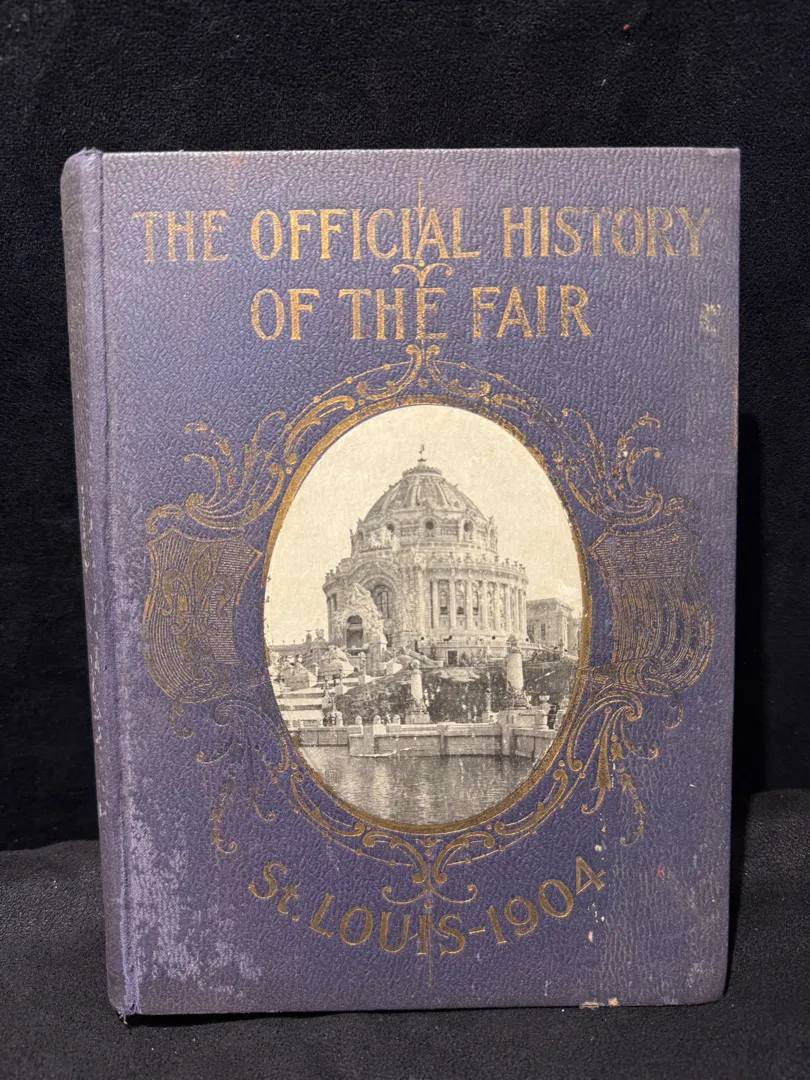 THE OFFICIAL HISTORY
OF THE FAIR
St. LOUIS-1904